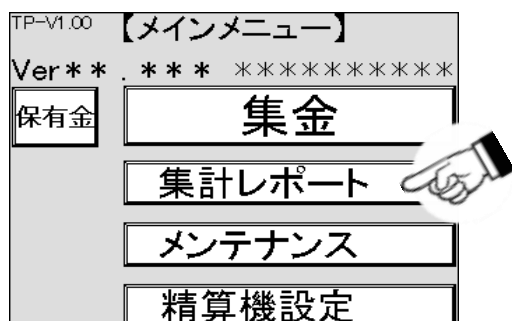 TP-V1.00 【メインメニュー】
Ver**.*** **********
保有金 集金
集計レポート
メンテナンス
精算機設定